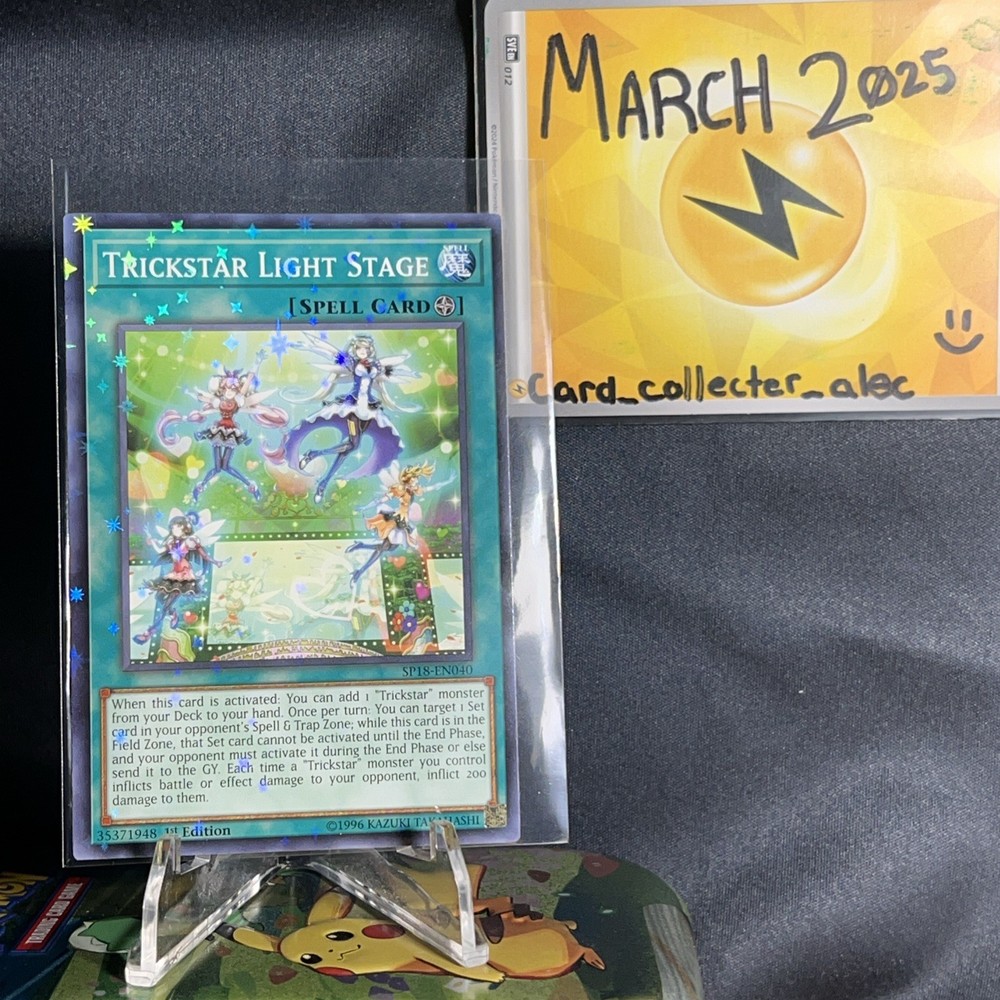 MARCH 2025
SVE EN 012
card_collecter_alec
TRICKSTAR LIGHT STAGE
SPELL
魔
[SPELL CARD]
SP18-EN040
When this card is activated: You can add 1 "Trickstar" monster
from your Deck to your hand. Once per turn: You can target 1 Set
card in your opponent's Spell & Trap Zone; while this card is in the
Field Zone, that Set card cannot be activated until the End Phase,
and your opponent must activate it during the End Phase or else
send it to the GY. Each time a "Trickstar" monster you control
inflicts battle or effect damage to your opponent, inflict 200
damage to them.
35371948 1st Edition
©1996 KAZUKI TAKAHASHI
TRADING CARD GAME